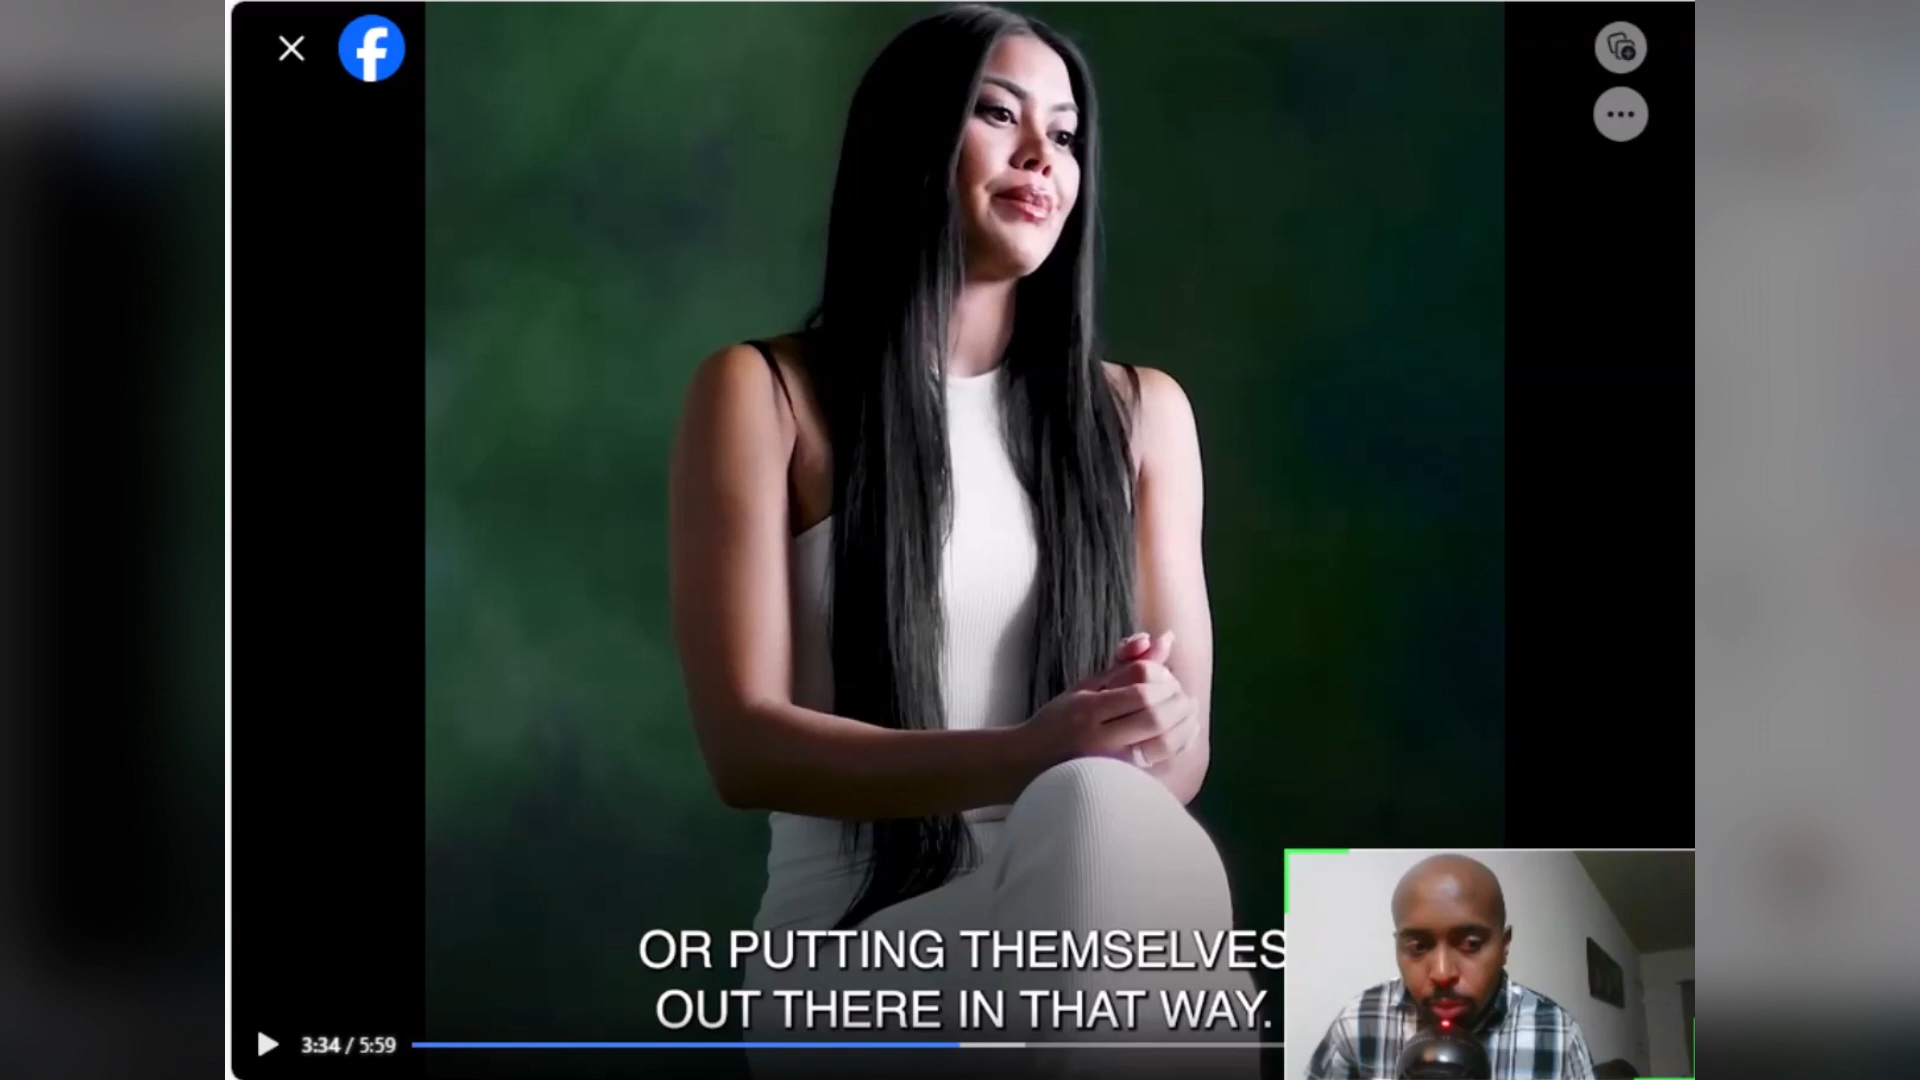 OR PUTTING THEMSELVES
OUT THERE IN THAT WAY.
3:34 / 5:59